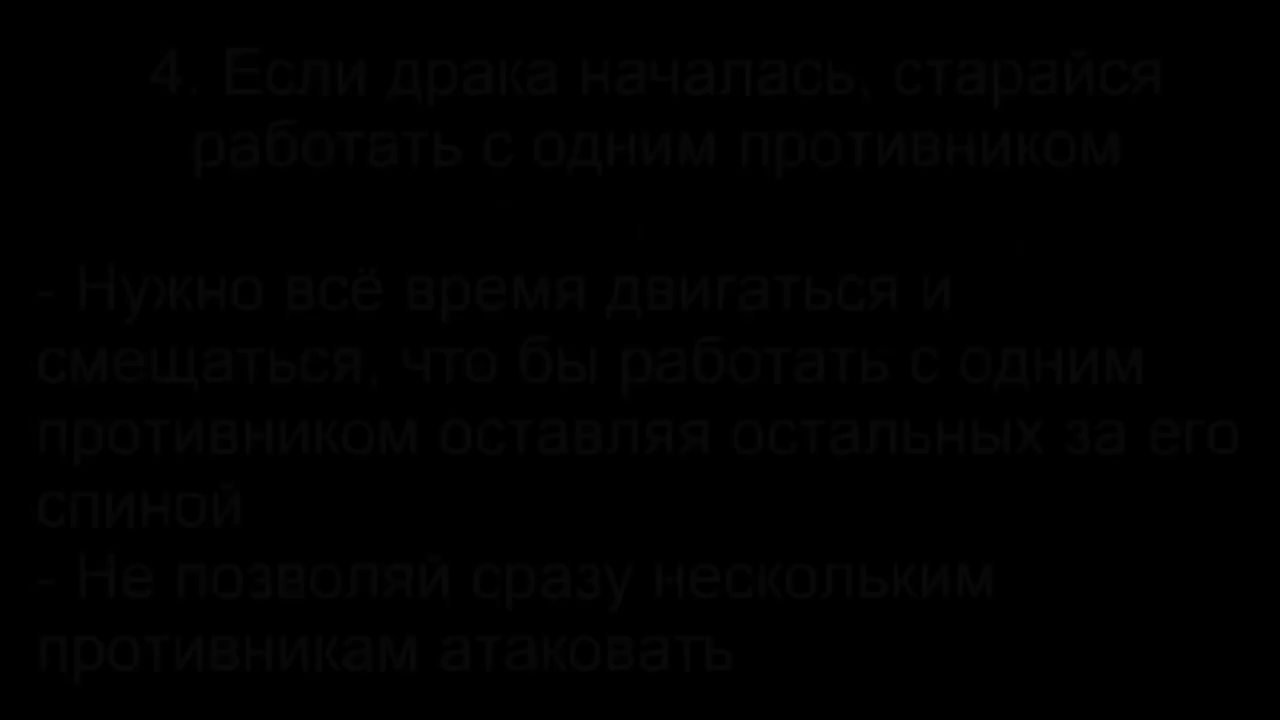 4. Если драка началась, старайся
работать с одним противником
- Нужно всё время двигаться и
смещаться, что бы работать с одним
противником оставляя остальных за его
спиной
- Не позволяй сразу нескольким
противникам атаковать